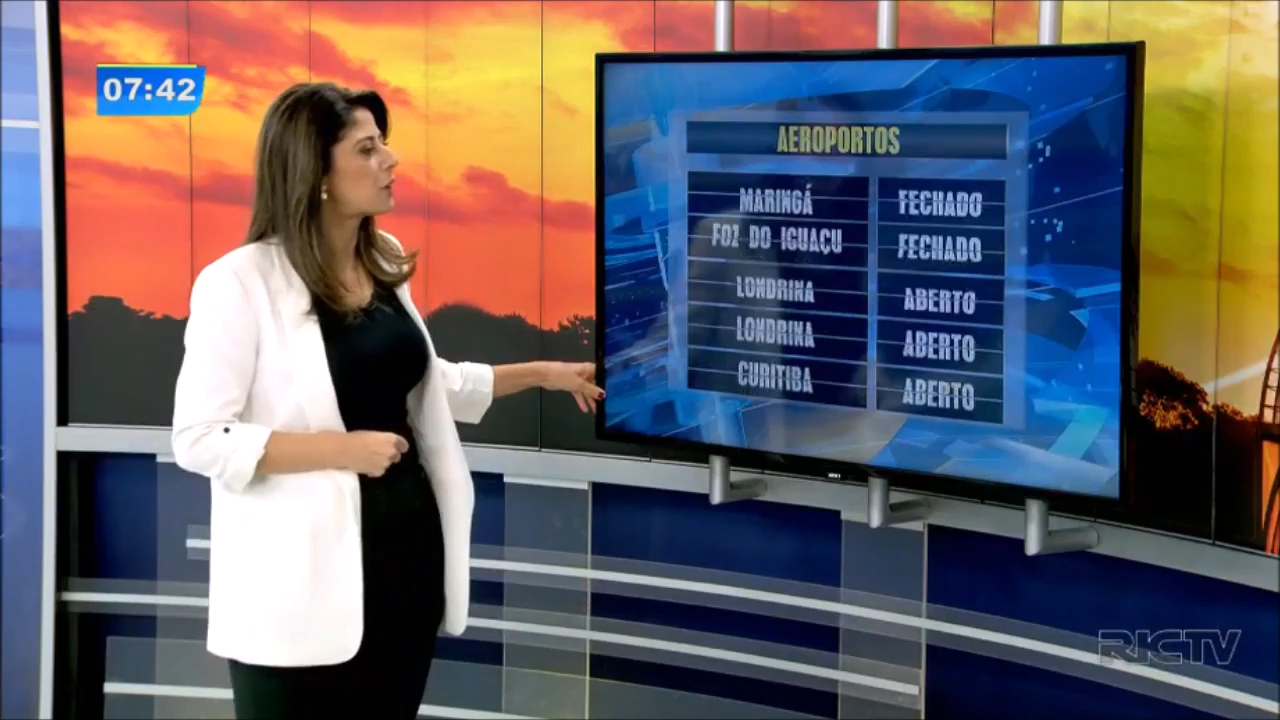 07:42
AEROPORTOS
MARINGÁ FECHADO
FOZ DO IGUAÇU FECHADO
LONDRINA ABERTO
LONDRINA ABERTO
CURITIBA ABERTO
RICTV